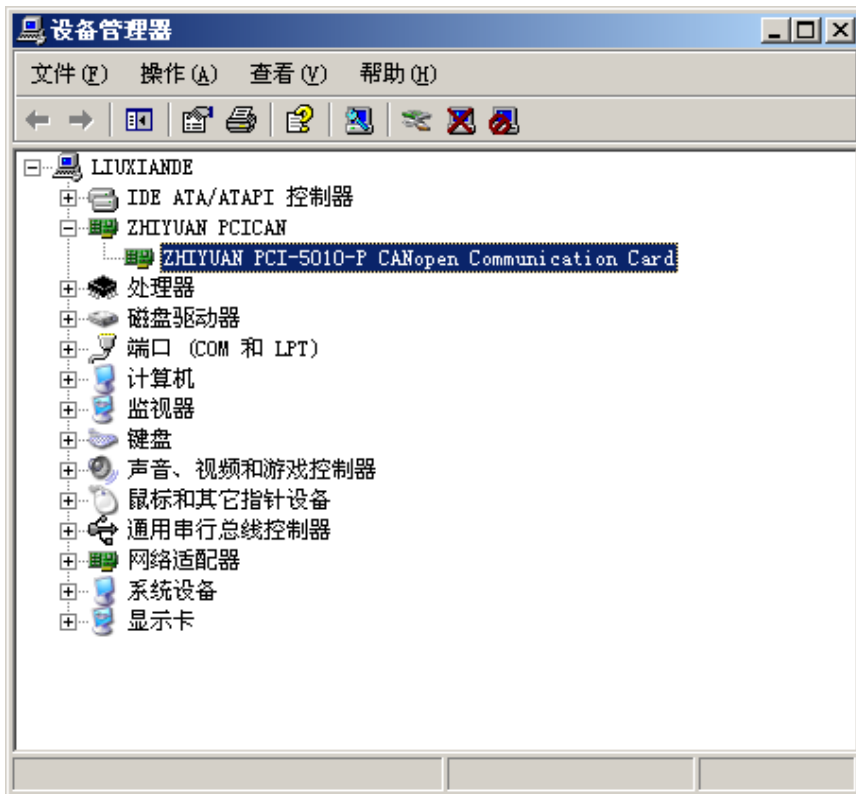 设备管理器
文件(F) 操作(A) 查看(V) 帮助(H)
LIUXIANDE
IDE ATA/ATAPI 控制器
ZHIYUAN PCICAN
ZHIYUAN PCI-5010-P CANopen Communication Card
处理器
磁盘驱动器
端口 (COM 和 LPT)
计算机
监视器
键盘
声音、视频和游戏控制器
鼠标和其它指针设备
通用串行总线控制器
网络适配器
系统设备
显示卡